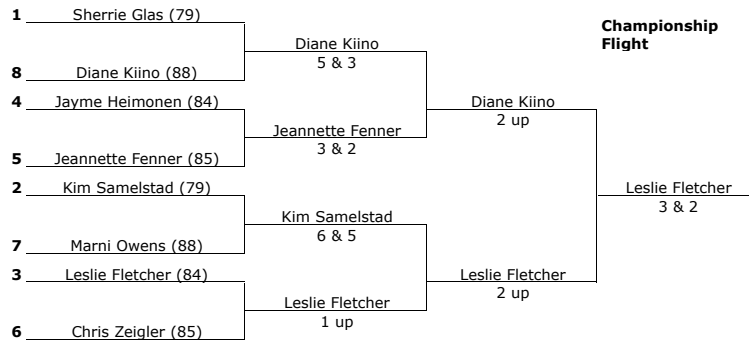 1 Sherrie Glas (79)
Championship
Flight
Diane Kiino
5 & 3
8 Diane Kiino (88)
4 Jayme Heimonen (84)
Diane Kiino
2 up
Jeannette Fenner
3 & 2
5 Jeannette Fenner (85)
2 Kim Samelstad (79)
Leslie Fletcher
3 & 2
Kim Samelstad
6 & 5
7 Marni Owens (88)
3 Leslie Fletcher (84)
Leslie Fletcher
2 up
Leslie Fletcher
1 up
6 Chris Zeigler (85)